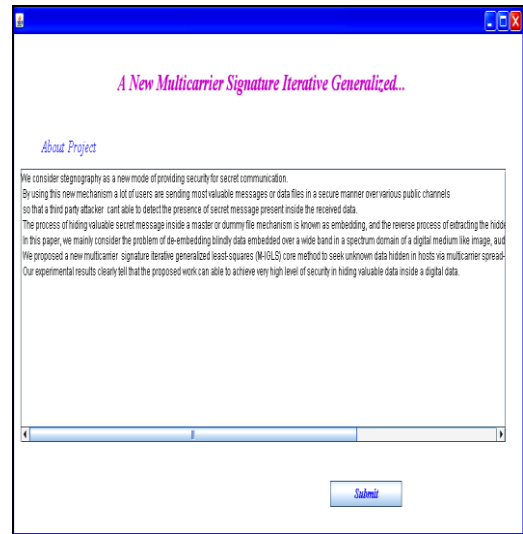 A New Multicarrier Signature Iterative Generalized...
About Project
We consider stegnography as a new mode of providing security for secret communication.
By using this new mechanism a lot of users are sending most valuable messages or data files in a secure manner over various public channels
so that a third party attacker cant able to detect the presence of secret message present inside the received data.
The process of hiding valuable secret message inside a master or dummy file mechanism is known as embedding, and the reverse process of extracting the hidde
In this paper, we mainly consider the problem of de-embedding blindly data embedded over a wide band in a spectrum domain of a digital medium like image, aud
We proposed a new multicarrier signature iterative generalized least-squares (M-IGLS) core method to seek unknown data hidden in hosts via multicarrier spread-
Our experimental results clearly tell that the proposed work can able to achieve very high level of security in hiding valuable data inside a digital data.
Submit